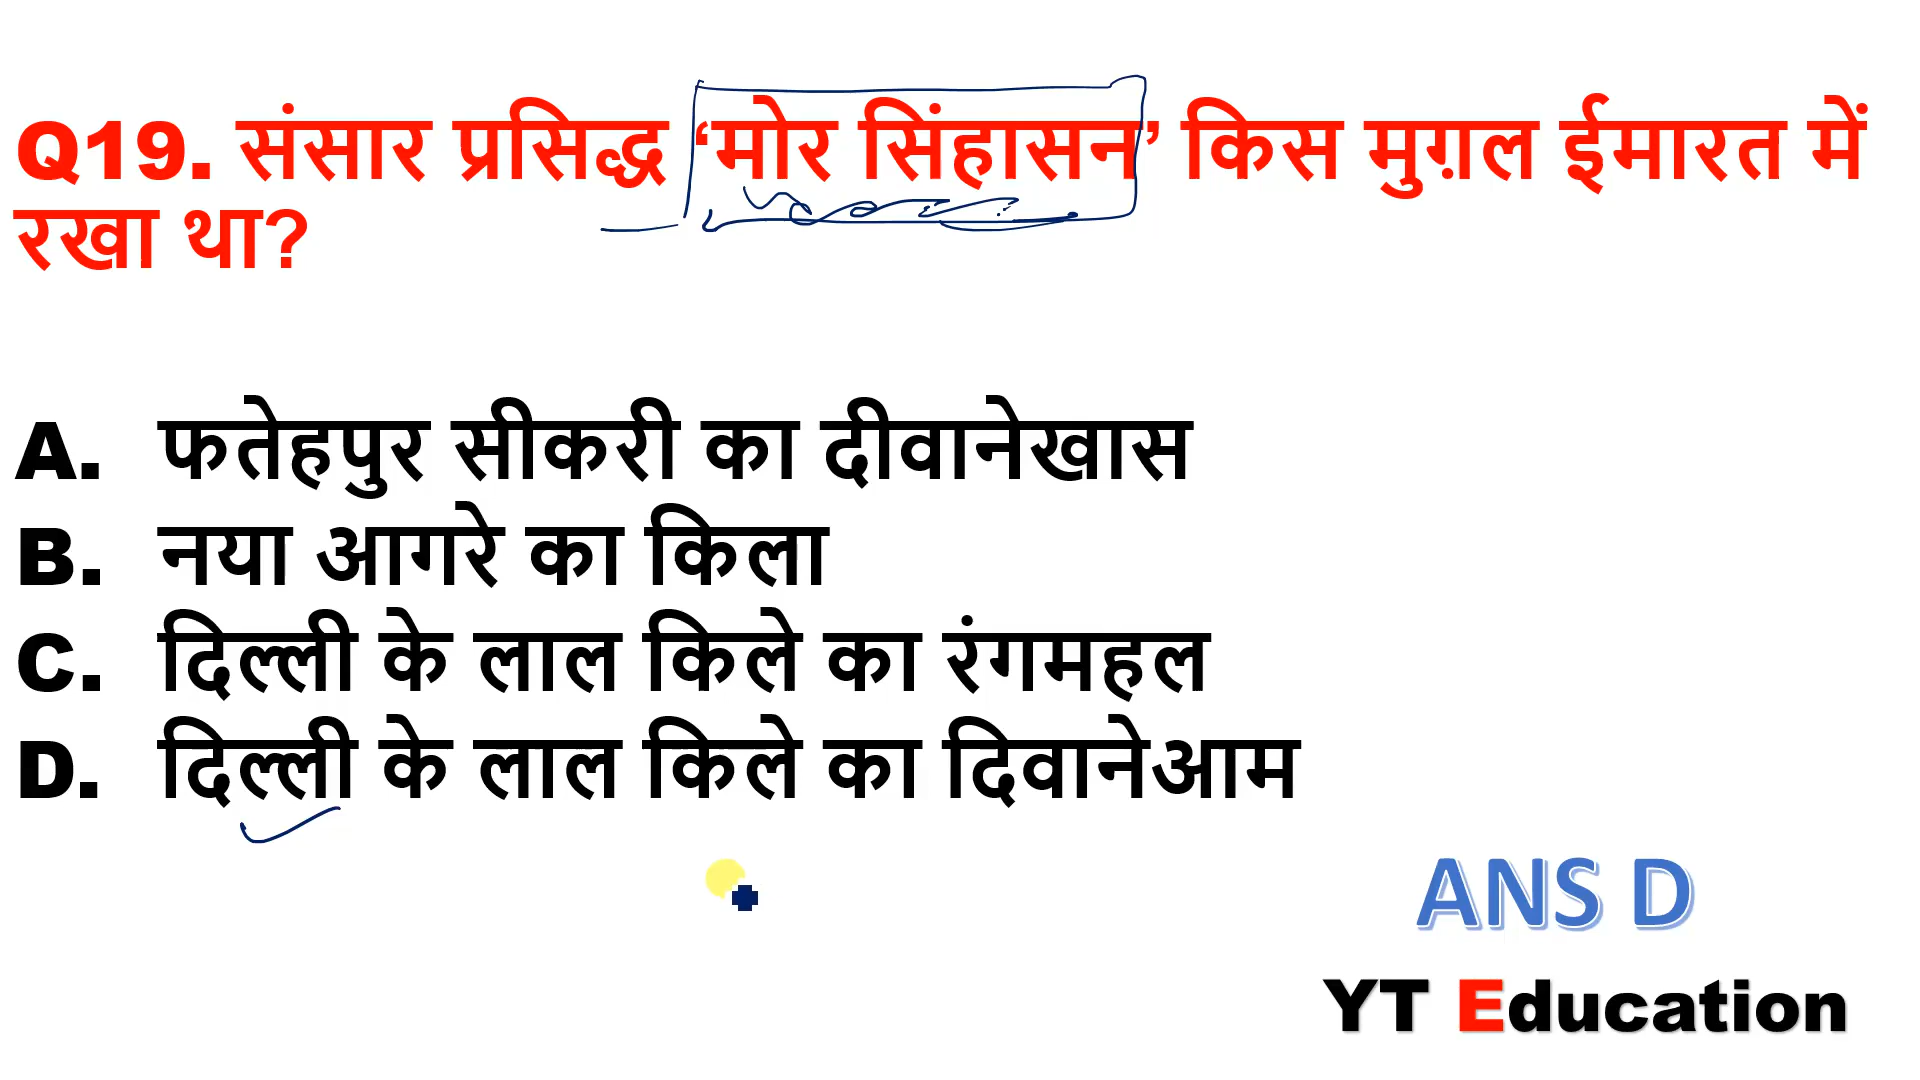 Q19. संसार प्रसिद्ध ‘मोर सिंहासन’ किस मुग़ल ईमारत में
रखा था?
A. फतेहपुर सीकरी का दीवानेखास
B. नया आगरे का किला
C. दिल्ली के लाल किले का रंगमहल
D. दिल्ली के लाल किले का दिवानेआम
ANS D
YT Education